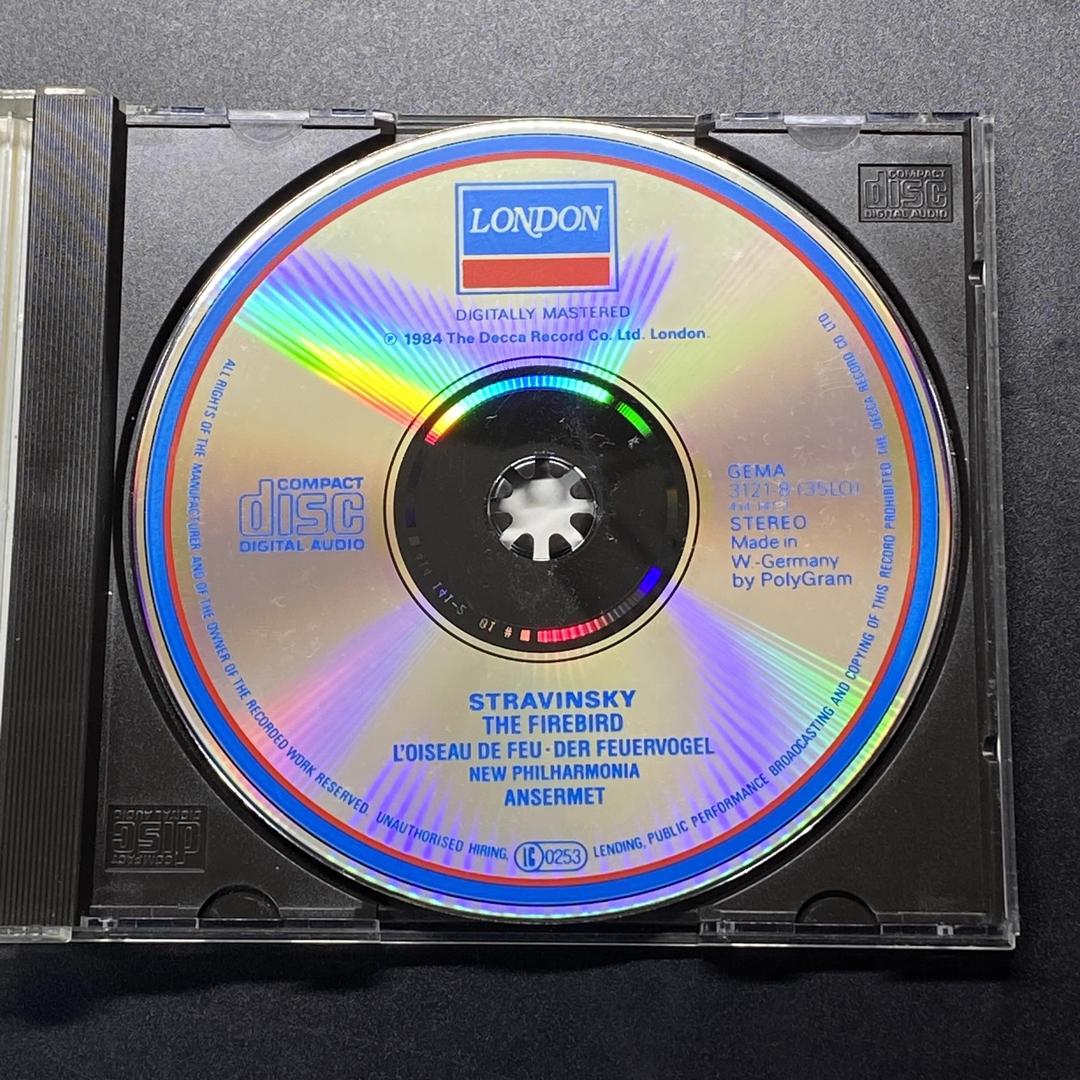 LONDON
DIGITALLY MASTERED
℗ 1984 The Decca Record Co. Ltd. London.
COMPACT
disc
DIGITAL AUDIO
GEMA
3121-8 (35LO)
STEREO
Made in
W.-Germany
by PolyGram
STRAVINSKY
THE FIREBIRD
L'OISEAU DE FEU · DER FEUERVOGEL
NEW PHILHARMONIA
ANSERMET
ALL RIGHTS OF THE MANUFACTURER AND OF THE OWNER OF THE RECORDED WORK RESERVED. UNAUTHORISED HIRING, LC 0253 LENDING, PUBLIC PERFORMANCE BROADCASTING AND COPYING OF THIS RECORD PROHIBITED THE DECCA RECORD CO LTD
COMPACT
disc
DIGITAL AUDIO
COMPACT
disc
DIGITAL AUDIO